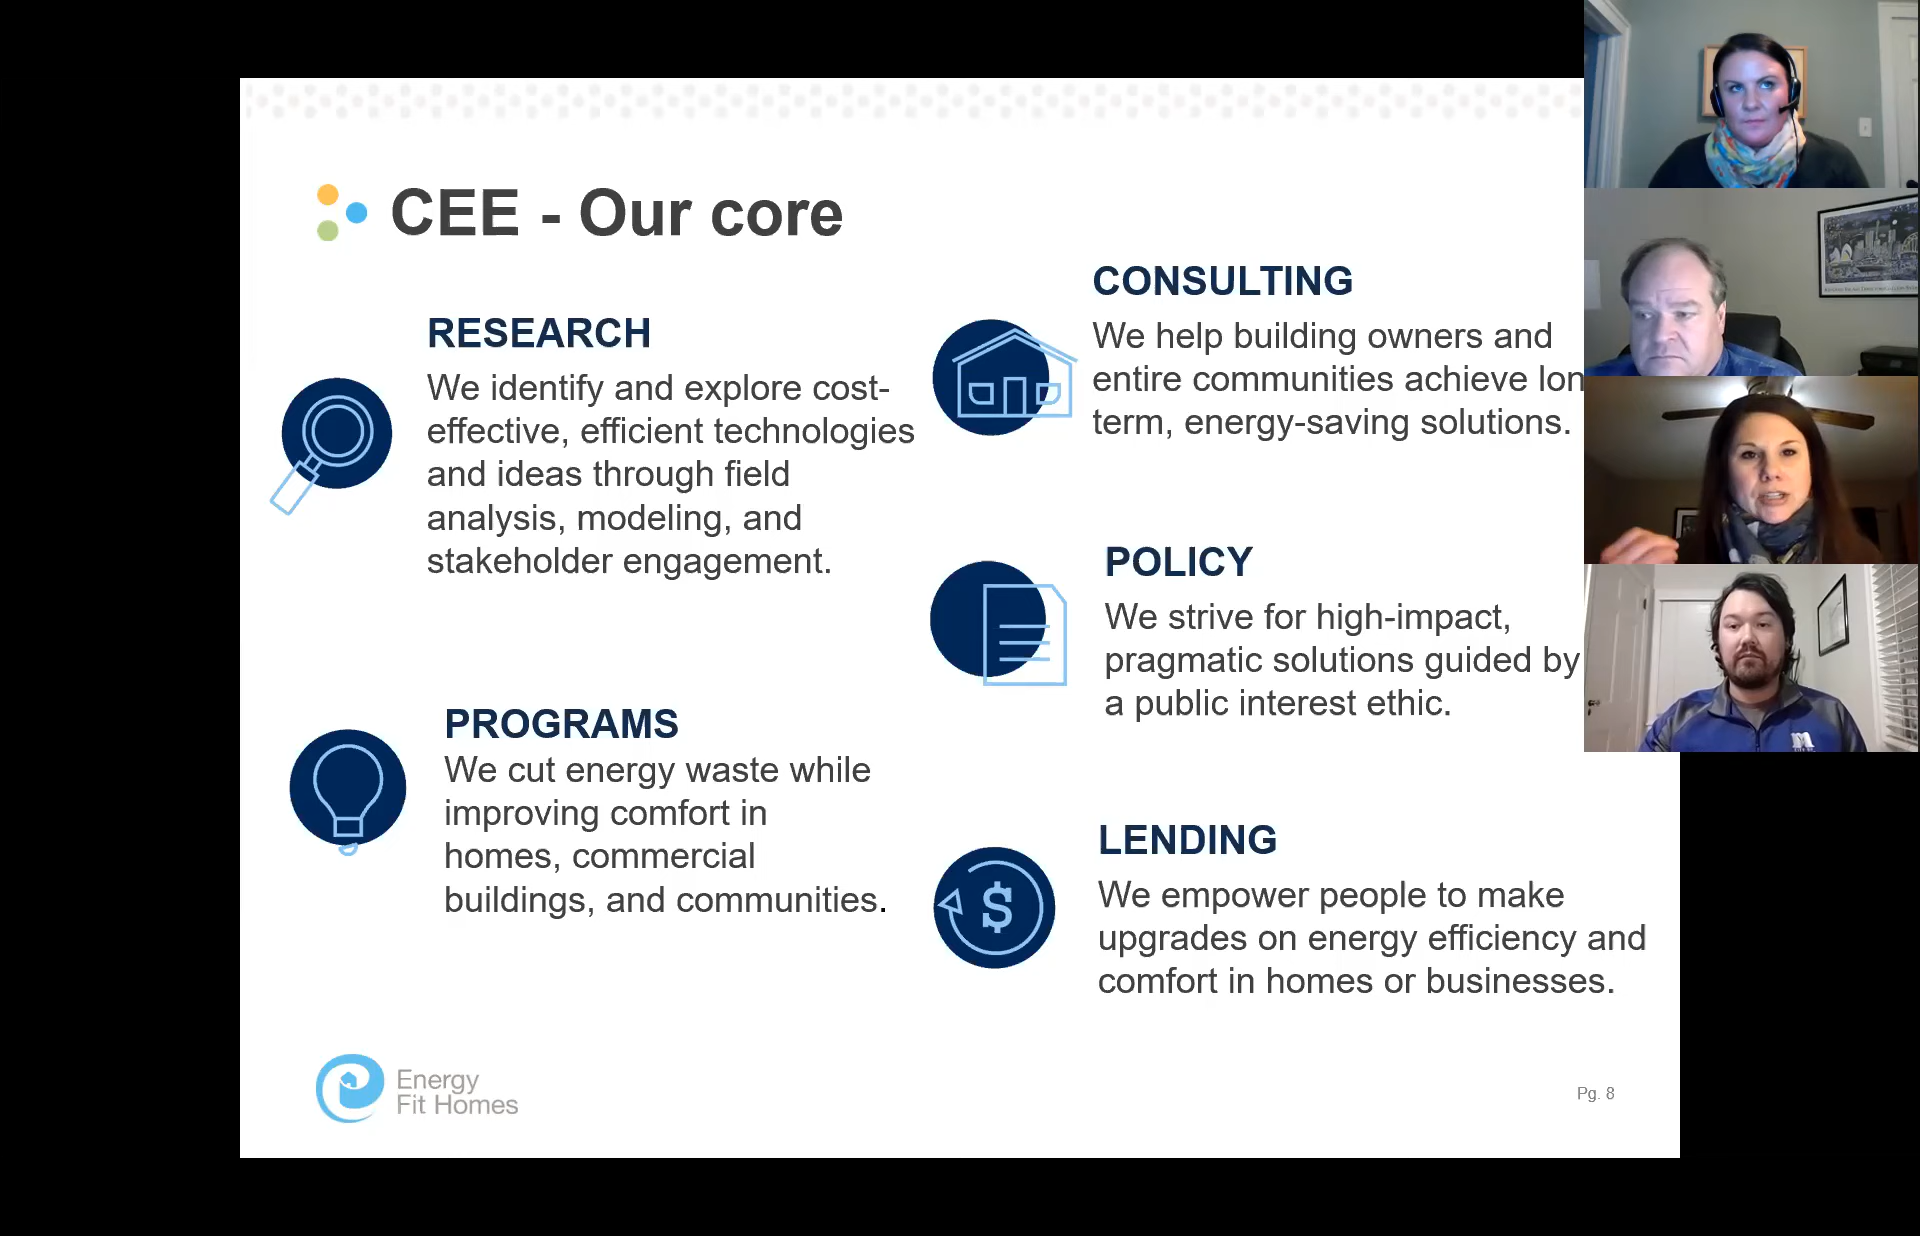 CEE - Our core
RESEARCH
We identify and explore cost-
effective, efficient technologies
and ideas through field
analysis, modeling, and
stakeholder engagement.
PROGRAMS
We cut energy waste while
improving comfort in
homes, commercial
buildings, and communities.
CONSULTING
We help building owners and
entire communities achieve lon
term, energy-saving solutions.
POLICY
We strive for high-impact,
pragmatic solutions guided by
a public interest ethic.
LENDING
We empower people to make
upgrades on energy efficiency and
comfort in homes or businesses.
Energy
Fit Homes
Pg. 8